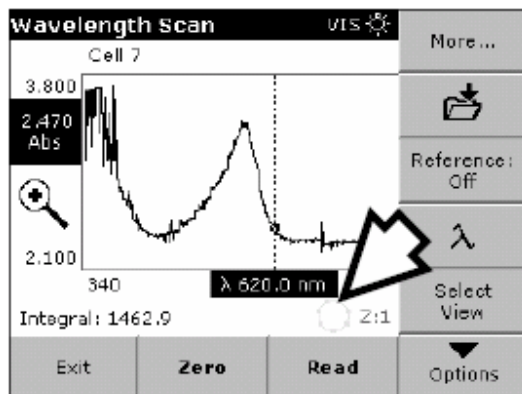 Wavelength Scan VIS
Cell 7
3.800
2.470
Abs
2.100
340
λ 620.0 nm
Integral: 1462.9
Z:1
Exit
Zero
Read
More...
Reference:
Off
λ
Select
View
Options